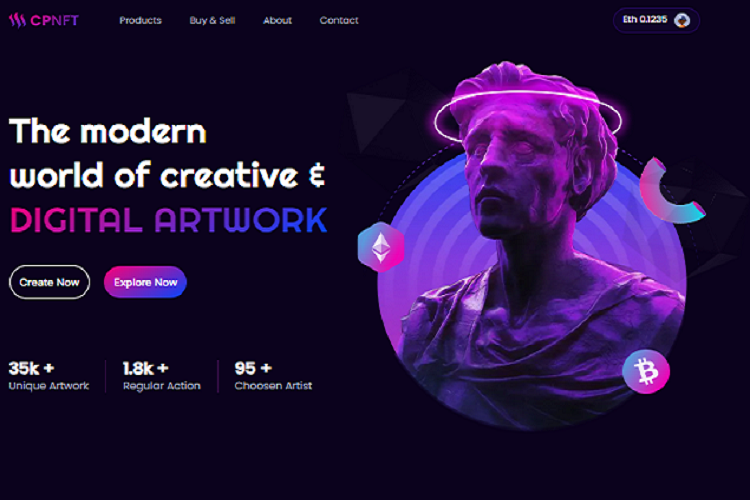 CPNFT
Products
Buy & Sell
About
Contact
Eth 0.1235
The modern
world of creative &
DIGITAL ARTWORK
Create Now
Explore Now
35k +
Unique Artwork
1.8k +
Regular Action
95 +
Choosen Artist